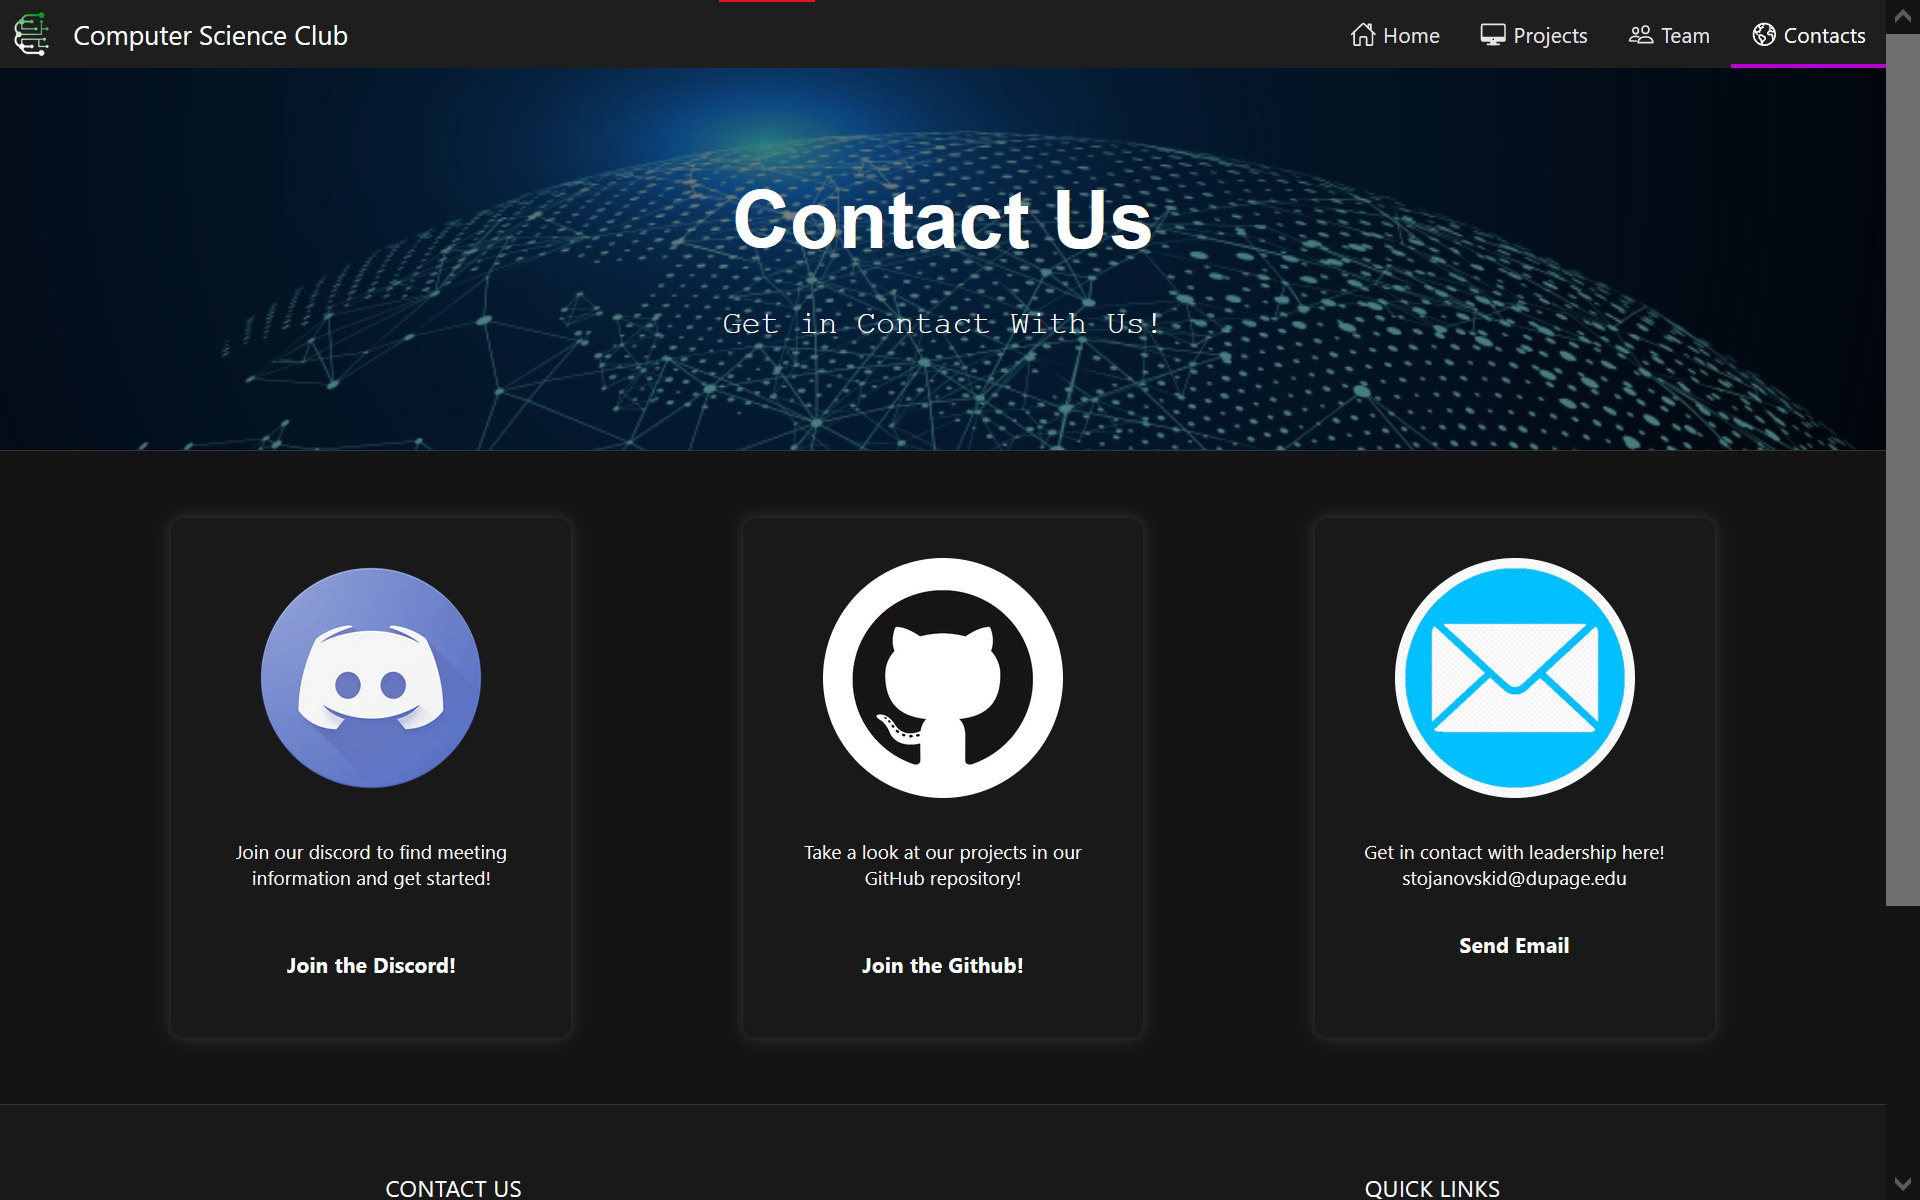 Computer Science Club
Home
Projects
Team
Contacts
Contact Us
Get in Contact With Us!
Join our discord to find meeting
information and get started!
Join the Discord!
Take a look at our projects in our
GitHub repository!
Join the Github!
Get in contact with leadership here!
stojanovskid@dupage.edu
Send Email
CONTACT US
QUICK LINKS